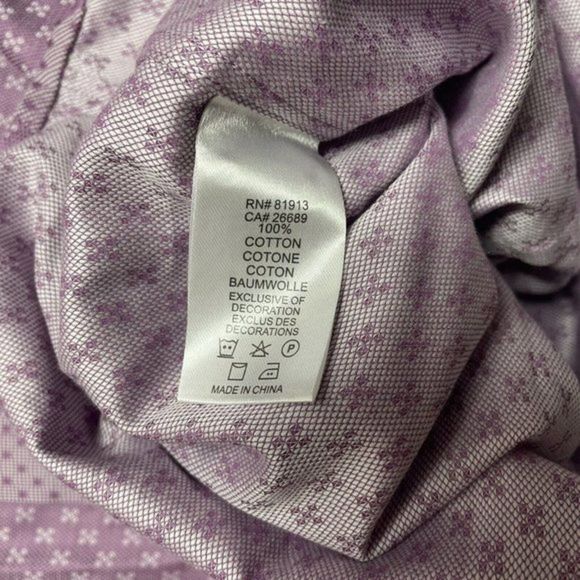 RN# 81913
CA# 26689
100%
COTTON
COTONE
COTON
BAUMWOLLE
EXCLUSIVE OF
DECORATION
EXCLUS DES
DECORATIONS
P
MADE IN CHINA